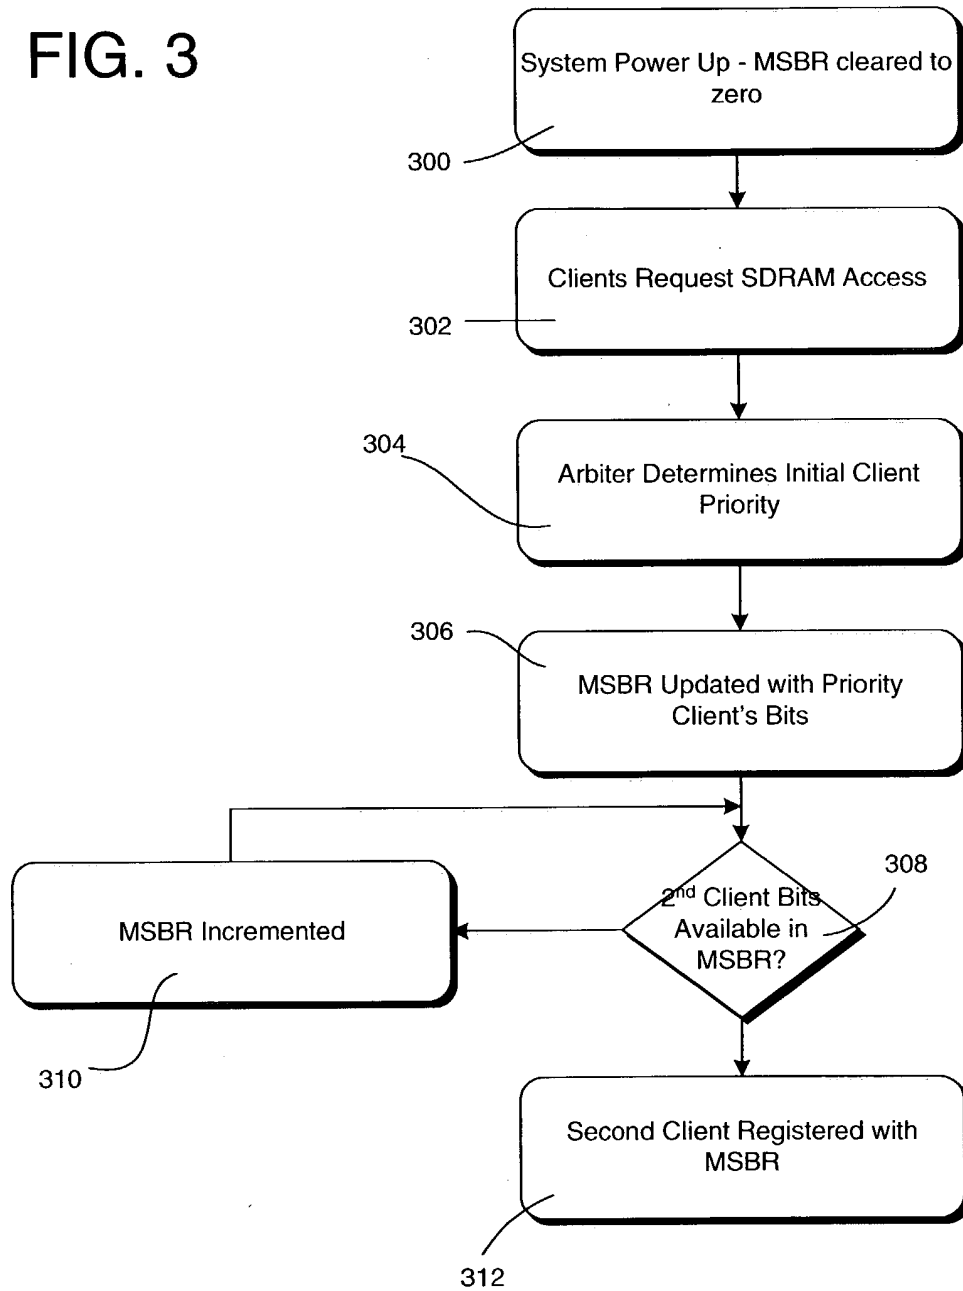 FIG. 3
System Power Up - MSBR cleared to
zero
300
Clients Request SDRAM Access
302
304
Arbiter Determines Initial Client
Priority
306
MSBR Updated with Priority
Client's Bits
308
2nd Client Bits
Available in
MSBR?
MSBR Incremented
310
Second Client Registered with
MSBR
312